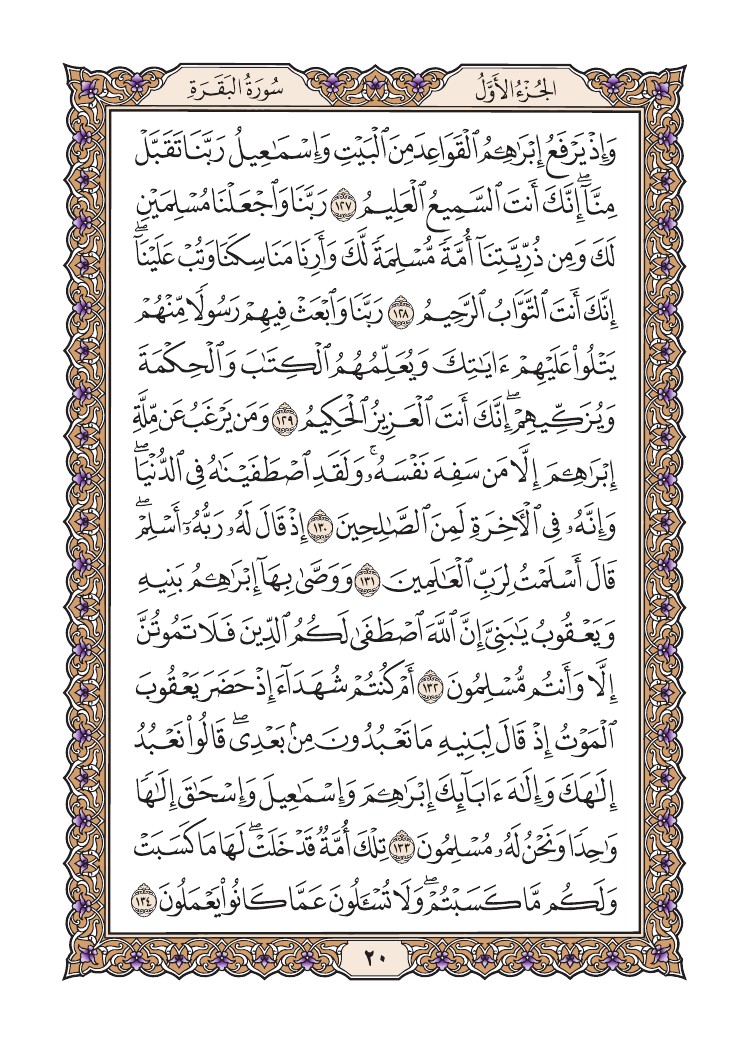 الجُزْءُ الأَوَّلُ
سُورَةُ البَقَرَةِ
وَإِذْ يَرْفَعُ إِبْرَٰهِـۧمُ ٱلْقَوَاعِدَ مِنَ ٱلْبَيْتِ وَإِسْمَـٰعِيلُ رَبَّنَا تَقَبَّلْ
مِنَّآ ۖ إِنَّكَ أَنتَ ٱلسَّمِيعُ ٱلْعَلِيمُ ١٢٧ رَبَّنَا وَٱجْعَلْنَا مُسْلِمَيْنِ
لَكَ وَمِن ذُرِّيَّتِنَآ أُمَّةً مُّسْلِمَةً لَّكَ وَأَرِنَا مَنَاسِكَنَا وَتُبْ عَلَيْنَآ ۖ
إِنَّكَ أَنتَ ٱلتَّوَّابُ ٱلرَّحِيمُ ١٢٨ رَبَّنَا وَٱبْعَثْ فِيهِمْ رَسُولًا مِّنْهُمْ
يَتْلُوا۟ عَلَيْهِمْ ءَايَـٰتِكَ وَيُعَلِّمُهُمُ ٱلْكِتَـٰبَ وَٱلْحِكْمَةَ
وَيُزَكِّيهِمْ ۖ إِنَّكَ أَنتَ ٱلْعَزِيزُ ٱلْحَكِيمُ ١٢٩ وَمَن يَرْغَبُ عَن مِّلَّةِ
إِبْرَٰهِـۧمَ إِلَّا مَن سَفِهَ نَفْسَهُۥ ۚ وَلَقَدِ ٱصْطَفَيْنَـٰهُ فِى ٱلدُّنْيَا ۖ
وَإِنَّهُۥ فِى ٱلْـَٔاخِرَةِ لَمِنَ ٱلصَّـٰلِحِينَ ١٣٠ إِذْ قَالَ لَهُۥ رَبُّهُۥٓ أَسْلِمْ ۖ
قَالَ أَسْلَمْتُ لِرَبِّ ٱلْعَـٰلَمِينَ ١٣١ وَوَصَّىٰ بِهَآ إِبْرَٰهِـۧمُ بَنِيهِ
وَيَعْقُوبُ يَـٰبَنِىَّ إِنَّ ٱللَّهَ ٱصْطَفَىٰ لَكُمُ ٱلدِّينَ فَلَا تَمُوتُنَّ
إِلَّا وَأَنتُم مُّسْلِمُونَ ١٣٢ أَمْ كُنتُمْ شُهَدَآءَ إِذْ حَضَرَ يَعْقُوبَ
ٱلْمَوْتُ إِذْ قَالَ لِبَنِيهِ مَا تَعْبُدُونَ مِنۢ بَعْدِى ۖ قَالُوا۟ نَعْبُدُ
إِلَـٰهَكَ وَإِلَـٰهَ ءَابَآئِكَ إِبْرَٰهِـۧمَ وَإِسْمَـٰعِيلَ وَإِسْحَـٰقَ إِلَـٰهًا
وَٰحِدًا وَنَحْنُ لَهُۥ مُسْلِمُونَ ١٣٣ تِلْكَ أُمَّةٌ قَدْ خَلَتْ ۖ لَهَا مَا كَسَبَتْ
وَلَكُم مَّا كَسَبْتُمْ ۖ وَلَا تُسْـَٔلُونَ عَمَّا كَانُوا۟ يَعْمَلُونَ ١٣٤
٢٠